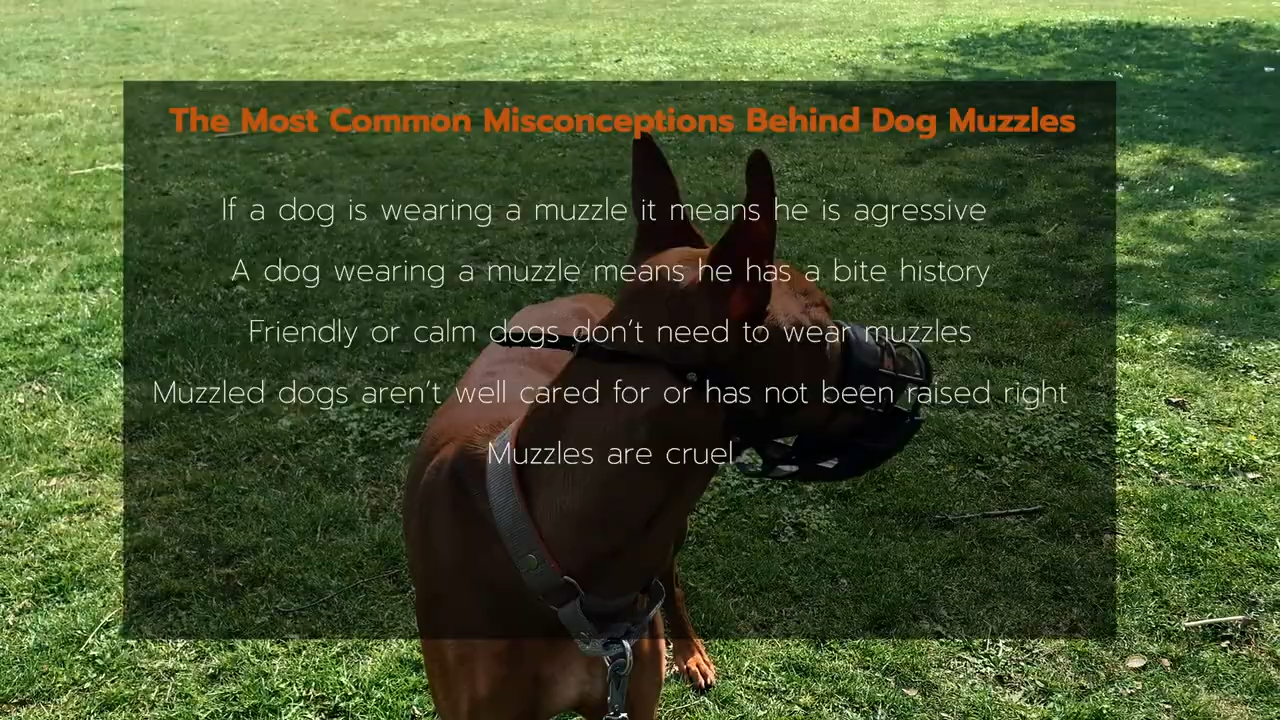 The Most Common Misconceptions Behind Dog Muzzles
If a dog is wearing a muzzle it means he is agressive
A dog wearing a muzzle means he has a bite history
Friendly or calm dogs don't need to wear muzzles
Muzzled dogs aren't well cared for or has not been raised right
Muzzles are cruel